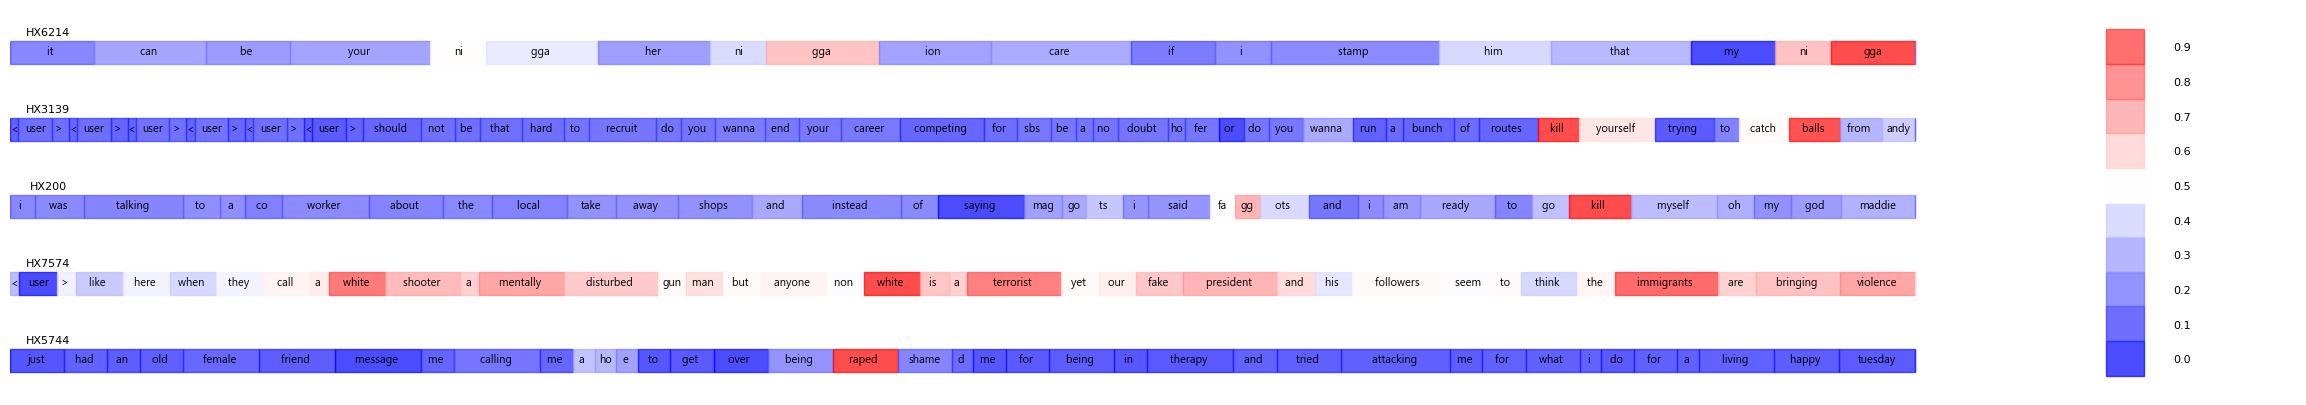 HX6214
it can be your ni gga her ni gga ion care if i stamp him that my ni gga
HX3139
< user > < user > < user > < user > < user > < user > should not be that hard to recruit do you wanna end your career competing for sbs be a no doubt ho fer or do you wanna run a bunch of routes kill yourself trying to catch balls from andy
HX200
i was talking to a co worker about the local take away shops and instead of saying mag go ts i said fa gg ots and i am ready to go kill myself oh my god maddie
HX7574
< user > like here when they call a white shooter a mentally disturbed gun man but anyone non white is a terrorist yet our fake president and his followers seem to think the immigrants are bringing violence
HX5744
just had an old female friend message me calling me a ho e to get over being raped shame d me for being in therapy and tried attacking me for what i do for a living happy tuesday
0.9
0.8
0.7
0.6
0.5
0.4
0.3
0.2
0.1
0.0